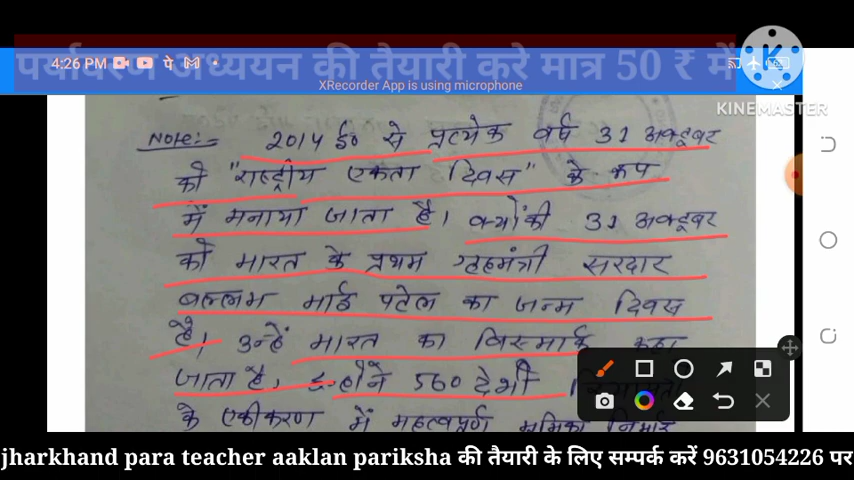 पर्यावरण अध्ययन की तैयारी करे मात्र 50 ₹ में
4:26 PM
XRecorder App is using microphone
KINEMASTER
Note:- 2014 ई० से प्रत्येक वर्ष 31 अक्टूबर
को "राष्ट्रीय एकता दिवस" के रूप
में मनाया जाता है। क्योंकी 31 अक्टूबर
को भारत के प्रथम गृहमंत्री सरदार
बल्लभ भाई पटेल का जन्म दिवस
है। उन्हें भारत का विस्मार्क कहा
जाता है, इन्होंने 560 देशी
के एकीकरण में महत्वपूर्ण भूमिका निभाई
jharkhand para teacher aaklan pariksha की तैयारी के लिए सम्पर्क करें 9631054226 पर